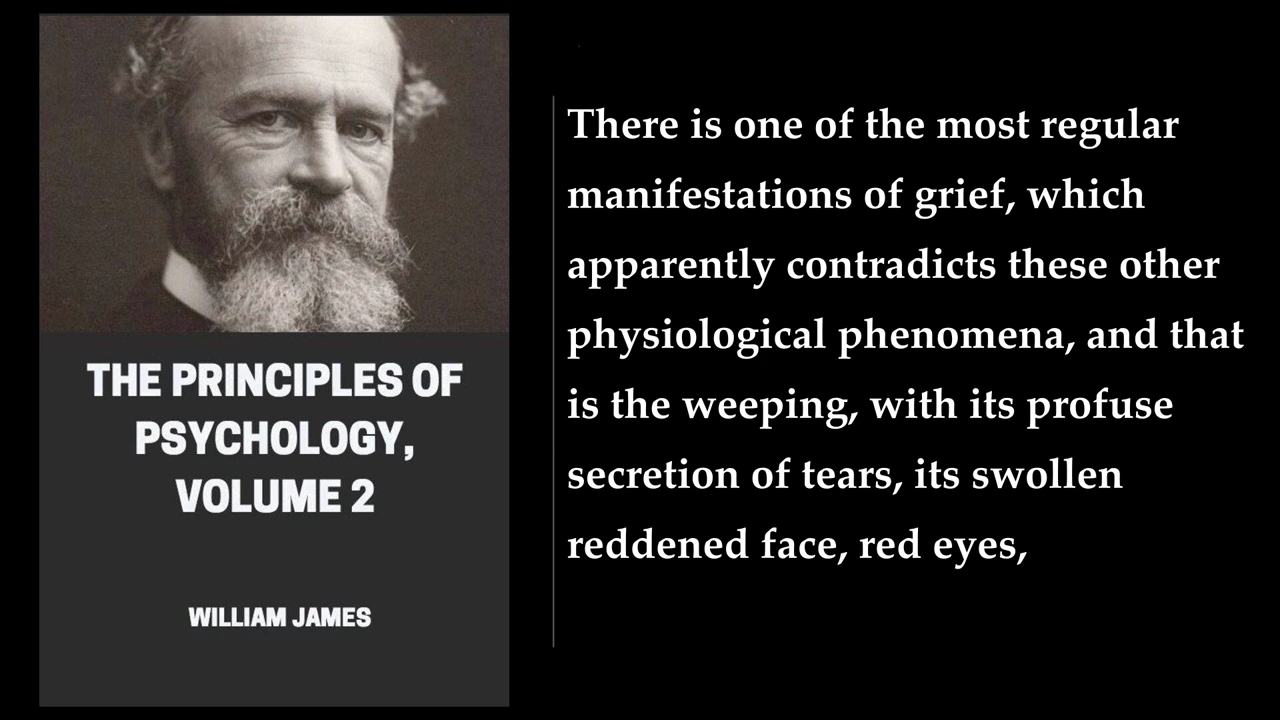 THE PRINCIPLES OF
PSYCHOLOGY,
VOLUME 2
WILLIAM JAMES
There is one of the most regular
manifestations of grief, which
apparently contradicts these other
physiological phenomena, and that
is the weeping, with its profuse
secretion of tears, its swollen
reddened face, red eyes,